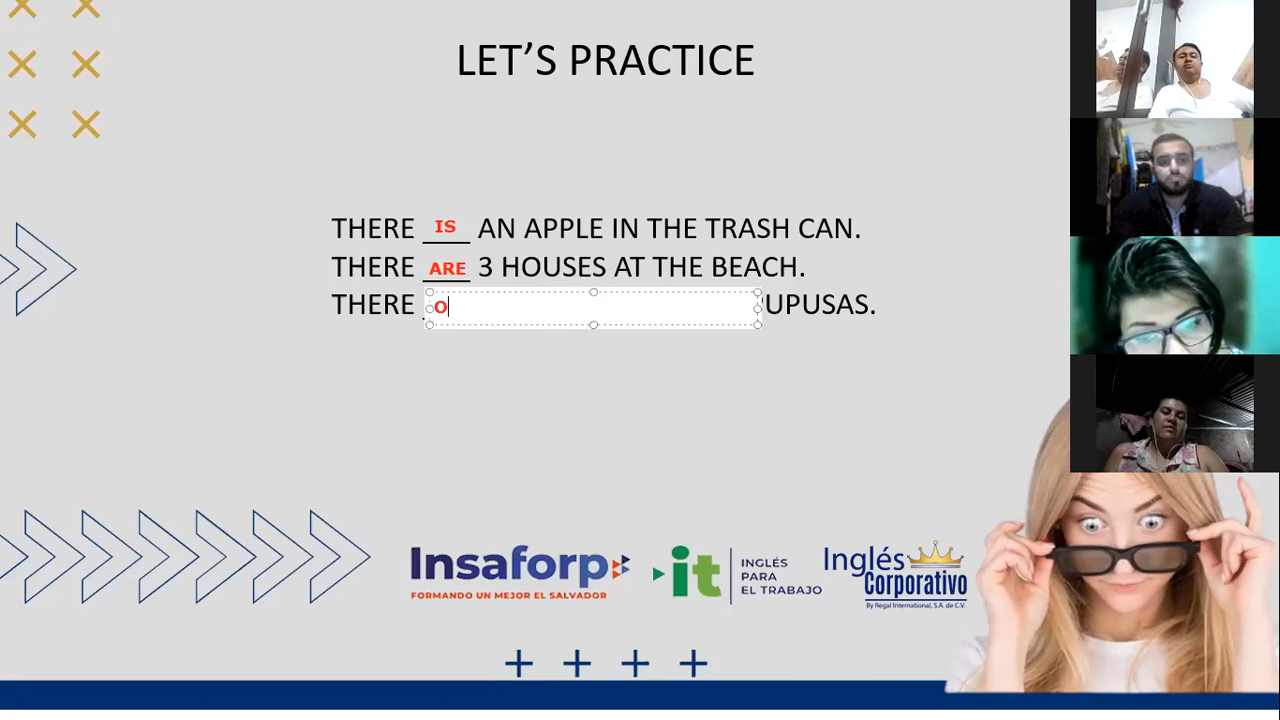 LET'S PRACTICE
THERE IS AN APPLE IN THE TRASH CAN.
THERE ARE 3 HOUSES AT THE BEACH.
THERE O UPUSAS.
Insaforp
FORMANDO UN MEJOR EL SALVADOR
it
INGLÉS
PARA
EL TRABAJO
Inglés
Corporativo
By Regal International, S.A. de C.V.